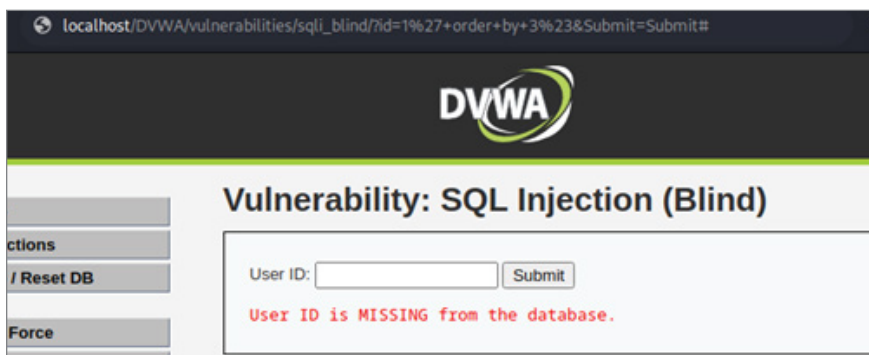 localhost/DVWA/vulnerabilities/sqli_blind/?id=1%27+order+by+3%23&Submit=Submit#
DVWA
Vulnerability: SQL Injection (Blind)
ctions
/ Reset DB
Force
User ID:
Submit
User ID is MISSING from the database.